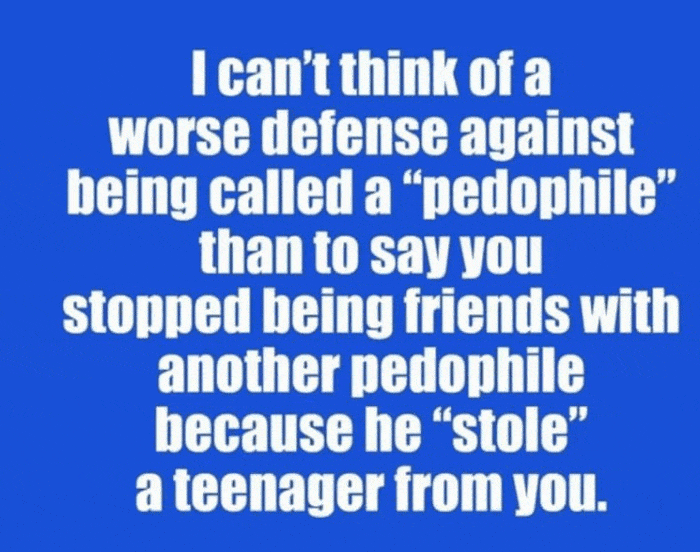 I can’t think of a
worse defense against
being called a “pedophile”
than to say you
stopped being friends with
another pedophile
because he “stole”
a teenager from you.